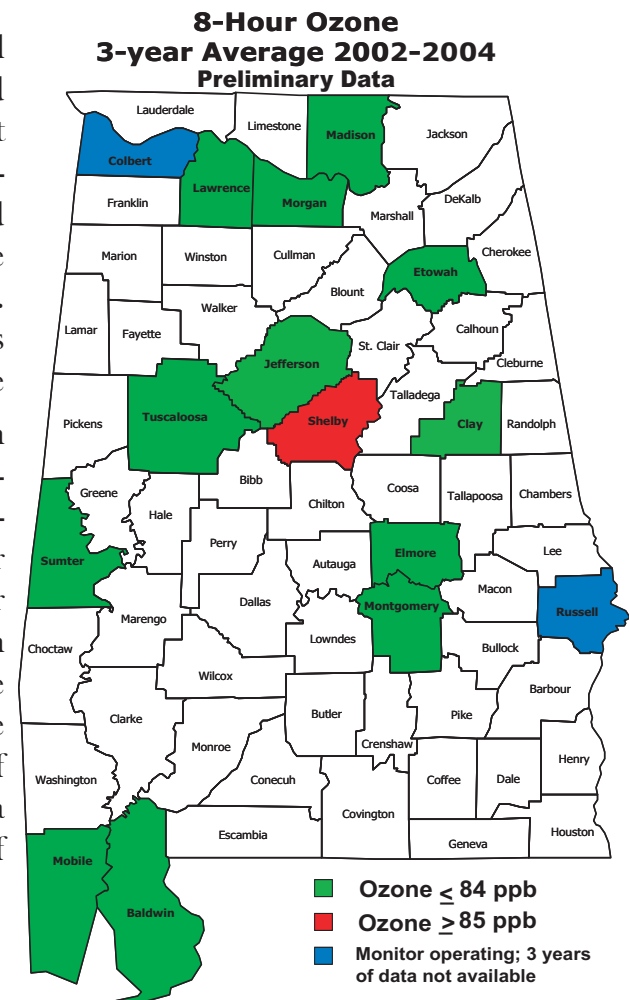 8-Hour Ozone
3-year Average 2002-2004
Preliminary Data
Lauderdale
Limestone
Madison
Jackson
Colbert
Lawrence
Morgan
Franklin
Marshall
DeKalb
Marion
Winston
Cullman
Cherokee
Etowah
Blount
Lamar
Fayette
Walker
St. Clair
Calhoun
Jefferson
Cleburne
Talladega
Pickens
Tuscaloosa
Shelby
Clay
Randolph
Greene
Bibb
Coosa
Tallapoosa
Chambers
Hale
Chilton
Sumter
Perry
Autauga
Elmore
Lee
Macon
Russell
Marengo
Dallas
Montgomery
Choctaw
Lowndes
Bullock
Wilcox
Barbour
Clarke
Butler
Pike
Monroe
Crenshaw
Washington
Conecuh
Coffee
Dale
Henry
Covington
Escambia
Geneva
Houston
Mobile
Baldwin
Ozone ≤ 84 ppb
Ozone ≥ 85 ppb
Monitor operating; 3 years
of data not available